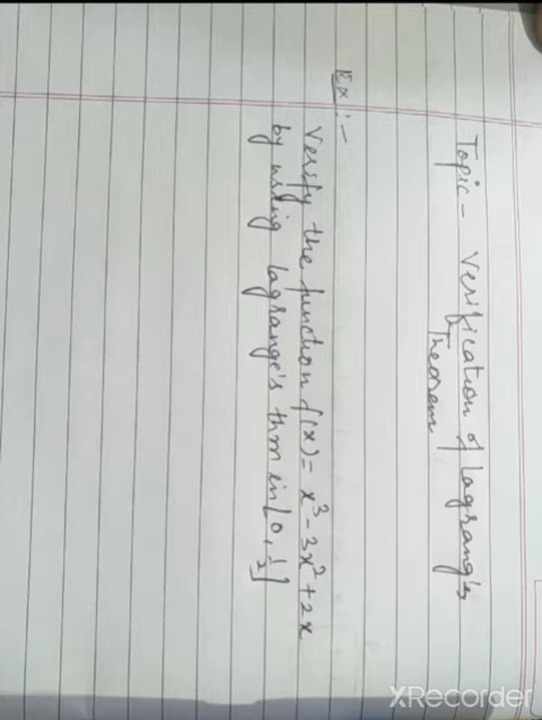 Topic - Verification of Lagrang's
Theorem
Ex :-
Verify the function f(x) = x³ - 3x² + 2x
by using Lagrange's thm in [0, 1/2]
XRecorder